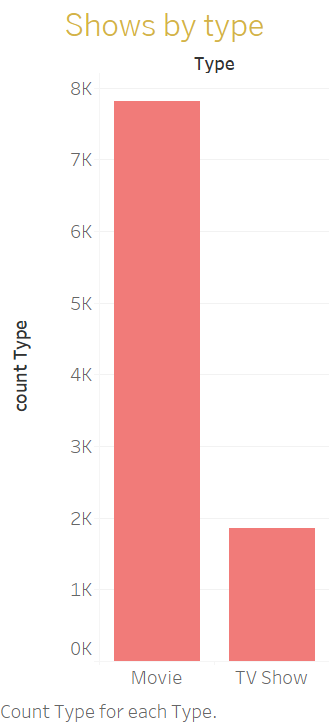 Shows by type
Type
8K
7K
6K
5K
4K
3K
2K
1K
0K
count Type
Movie TV Show
Count Type for each Type.